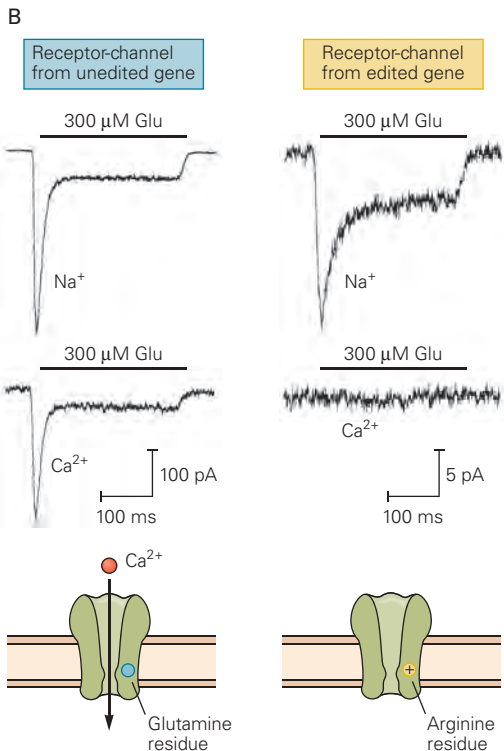 B
Receptor-channel
from unedited gene
Receptor-channel
from edited gene
300 μM Glu
Na+
300 μM Glu
Na+
300 μM Glu
Ca2+
100 pA
100 ms
300 μM Glu
Ca2+
5 pA
100 ms
Ca2+
Glutamine
residue
+
Arginine
residue